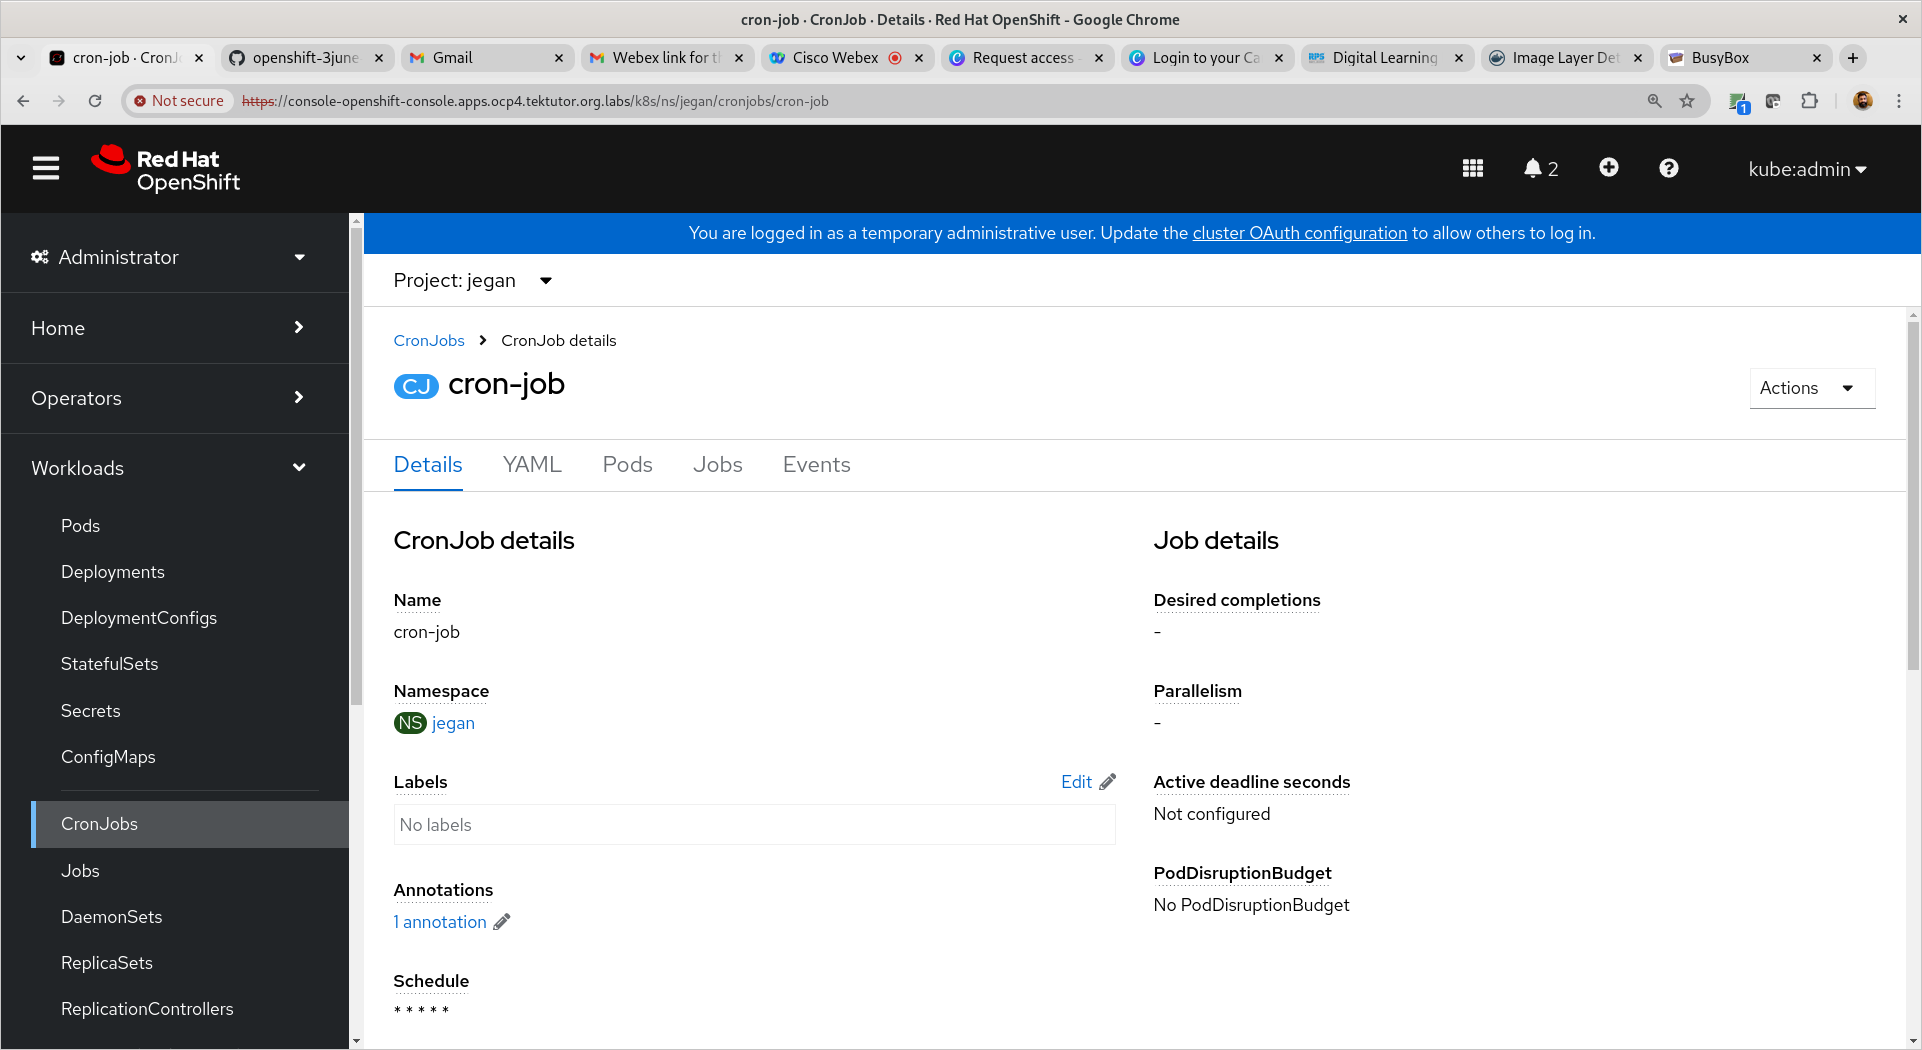 cron-job · CronJob · Details · Red Hat OpenShift - Google Chrome
cron-job · CronJ
openshift-3june
Gmail
Webex link for t
Cisco Webex
Request access -
Login to your Ca
RPS Digital Learning
Image Layer Det
BusyBox
Not secure https://console-openshift-console.apps.ocp4.tektutor.org.labs/k8s/ns/jegan/cronjobs/cron-job
1
Red Hat
OpenShift
2
kube:admin
You are logged in as a temporary administrative user. Update the cluster OAuth configuration to allow others to log in.
Administrator
Home
Operators
Workloads
Pods
Deployments
DeploymentConfigs
StatefulSets
Secrets
ConfigMaps
CronJobs
Jobs
DaemonSets
ReplicaSets
ReplicationControllers
Project: jegan
CronJobs CronJob details
CJ cron-job
Actions
Details YAML Pods Jobs Events
CronJob details
Name
cron-job
Namespace
NS jegan
Labels Edit
No labels
Annotations
1 annotation
Schedule
* * * * *
Job details
Desired completions
-
Parallelism
-
Active deadline seconds
Not configured
PodDisruptionBudget
No PodDisruptionBudget